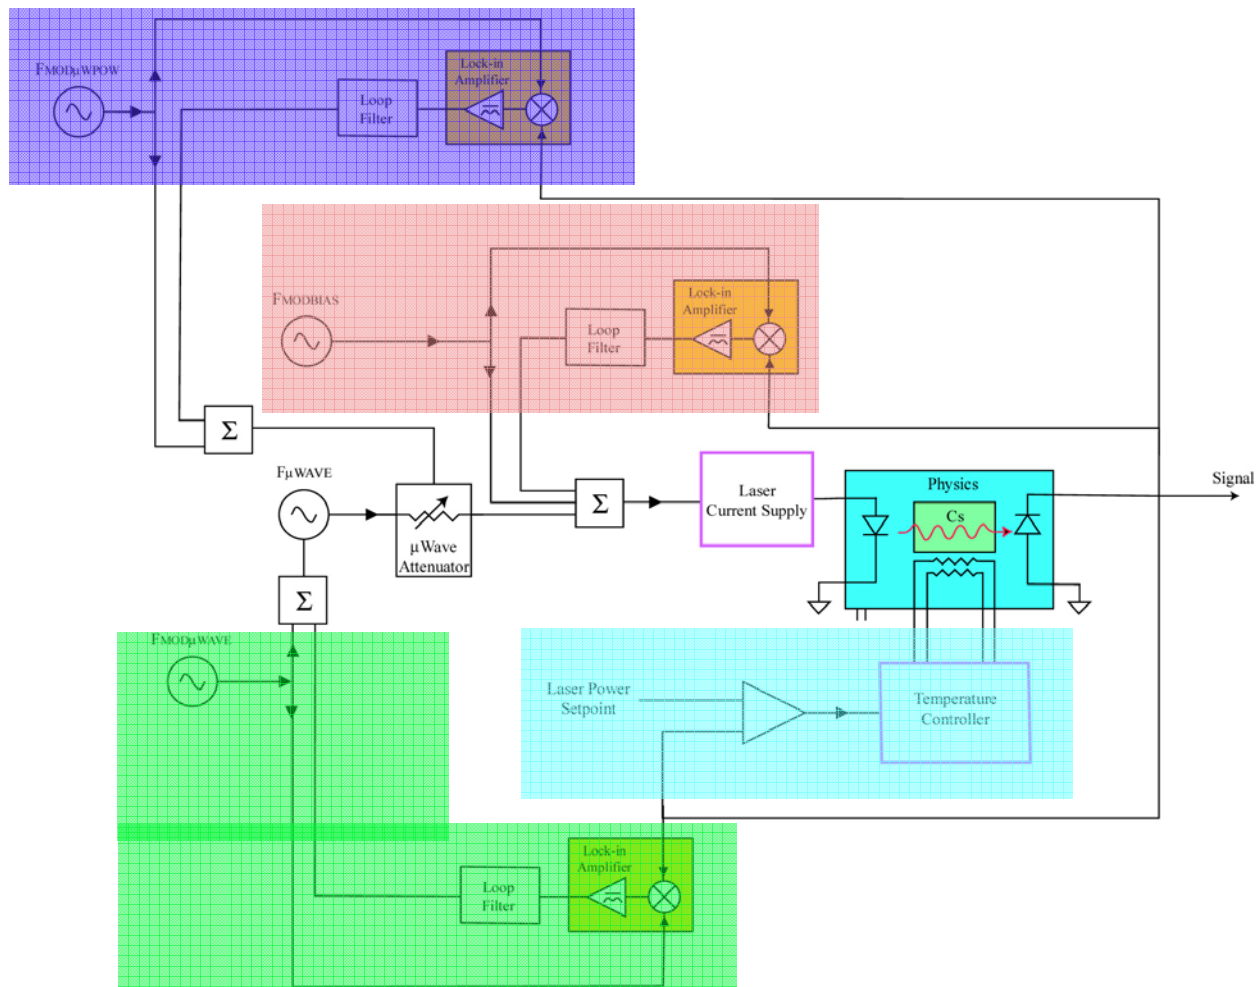 FMODµWPOW
Lock-in
Amplifier
Loop
Filter
FMODBIAS
Lock-in
Amplifier
Loop
Filter
Σ
FµWAVE
µWave
Attenuator
Σ
Laser
Current Supply
Physics
Cs
Signal
Σ
FMODµWAVE
Laser Power
Setpoint
Temperature
Controller
Lock-in
Amplifier
Loop
Filter